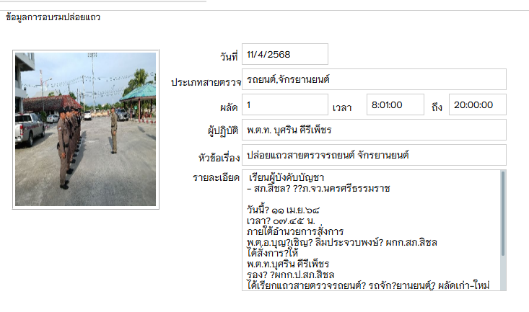 ข้อมูลการอบรมปล่อยแถว
วันที่ 11/4/2568
ประเภทสายตรวจ รถยนต์,จักรยานยนต์
ผลัด 1 เวลา 8:01:00 ถึง 20:00:00
ผู้ปฏิบัติ พ.ต.ท. บุศริน คีรีเพ็ชร
หัวข้อเรื่อง ปล่อยแถวสายตรวจรถยนต์ จักรยานยนต์
รายละเอียด เรียนผู้บังคับบัญชา
- สภ.สิชล? ??ภ.จว.นครศรีธรรมราช
วันนี้? ๑๑ เม.ย.๖๘
เวลา? ๐๗.๔๕ น.
ภายใต้อำนวยการสั่งการ
พ.ต.อ.บุญ?เชิญ? ลิ่มประจวบพงษ์? ผกก.สภ.สิชล
ได้สั่งการ?ให้
พ.ต.ท.บุศริน คีรีเพ็ชร
รอง? ?ผกก.ป.สภ.สิชล
ได้เรียกแถวสายตรวจรถยนต์? รถจัก?ยานยนต์? ผลัดเก่า-ใหม่